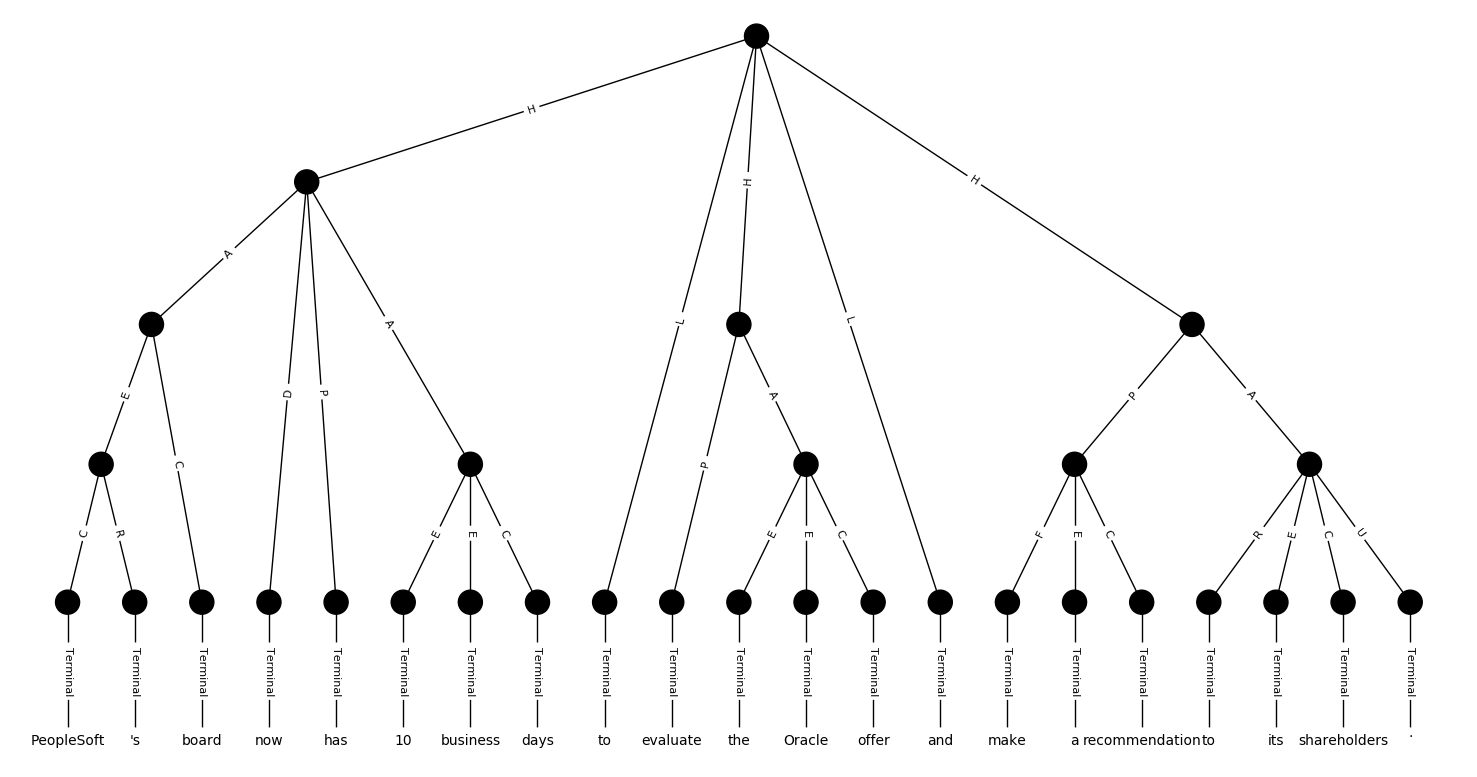 H
A A
H
L
L
H
E C
D P
P
A
P A
C R
E E C
E E C
F E C
R E C U
Terminal Terminal Terminal Terminal Terminal Terminal Terminal Terminal Terminal Terminal Terminal Terminal Terminal Terminal Terminal Terminal Terminal Terminal Terminal Terminal Terminal
PeopleSoft 's board now has 10 business days to evaluate the Oracle offer and make a recommendation to its shareholders .